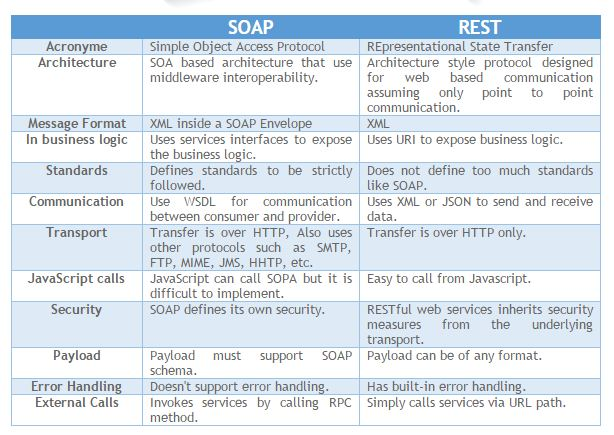 SOAP REST
Acronyme Simple Object Access Protocol REpresentational State Transfer
Architecture SOA based architecture that use Architecture style protocol designed
middleware interoperability. for web based communication
assuming only point to point
communication.
Message Format XML inside a SOAP Envelope XML
In business logic Uses services interfaces to expose Uses URI to expose business logic.
the business logic.
Standards Defines standards to be strictly Does not define too much standards
followed. like SOAP.
Communication Use WSDL for communication Uses XML or JSON to send and receive
between consumer and provider. data.
Transport Transfer is over HTTP, Also uses Transfer is over HTTP only.
other protocols such as SMTP,
FTP, MIME, JMS, HHTP, etc.
JavaScript calls JavaScript can call SOPA but it is Easy to call from Javascript.
difficult to implement.
Security SOAP defines its own security. RESTful web services inherits security
measures from the underlying
transport.
Payload Payload must support SOAP Payload can be of any format.
schema.
Error Handling Doesn't support error handling. Has built-in error handling.
External Calls Invokes services by calling RPC Simply calls services via URL path.
method.